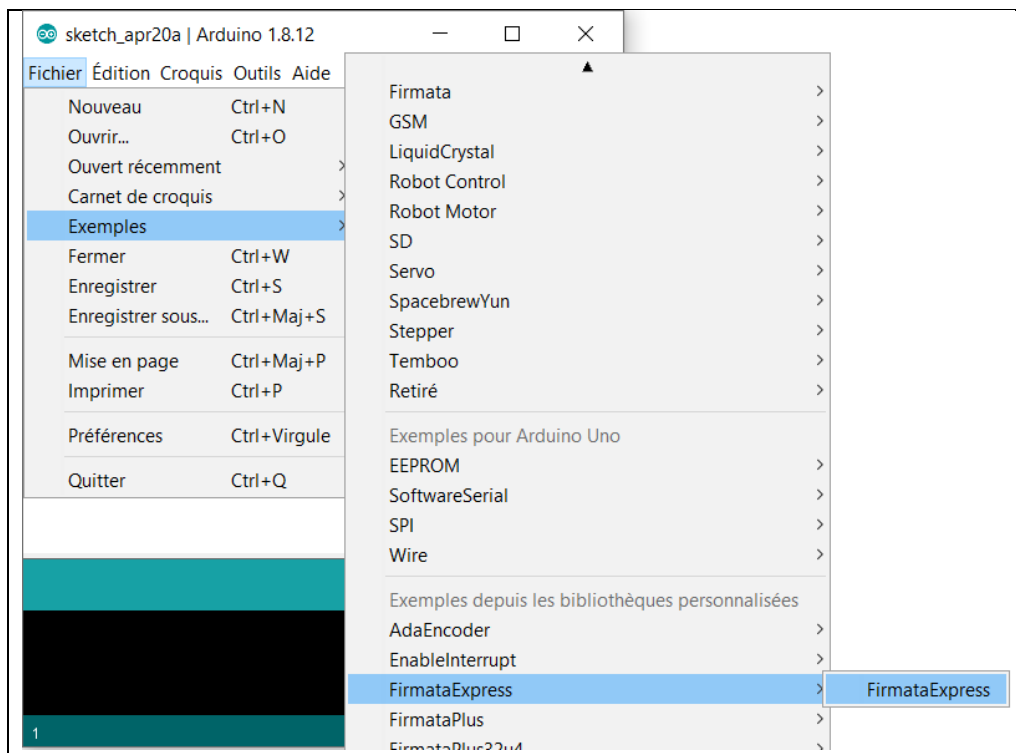 sketch_apr20a | Arduino 1.8.12
Fichier Édition Croquis Outils Aide
Nouveau Ctrl+N
Ouvrir... Ctrl+O
Ouvert récemment
Carnet de croquis
Exemples
Fermer Ctrl+W
Enregistrer Ctrl+S
Enregistrer sous... Ctrl+Maj+S
Mise en page Ctrl+Maj+P
Imprimer Ctrl+P
Préférences Ctrl+Virgule
Quitter Ctrl+Q
1
Firmata
GSM
LiquidCrystal
Robot Control
Robot Motor
SD
Servo
SpacebrewYun
Stepper
Temboo
Retiré
Exemples pour Arduino Uno
EEPROM
SoftwareSerial
SPI
Wire
Exemples depuis les bibliothèques personnalisées
AdaEncoder
EnableInterrupt
FirmataExpress
FirmataExpress
FirmataPlus
FirmataPlus32u4